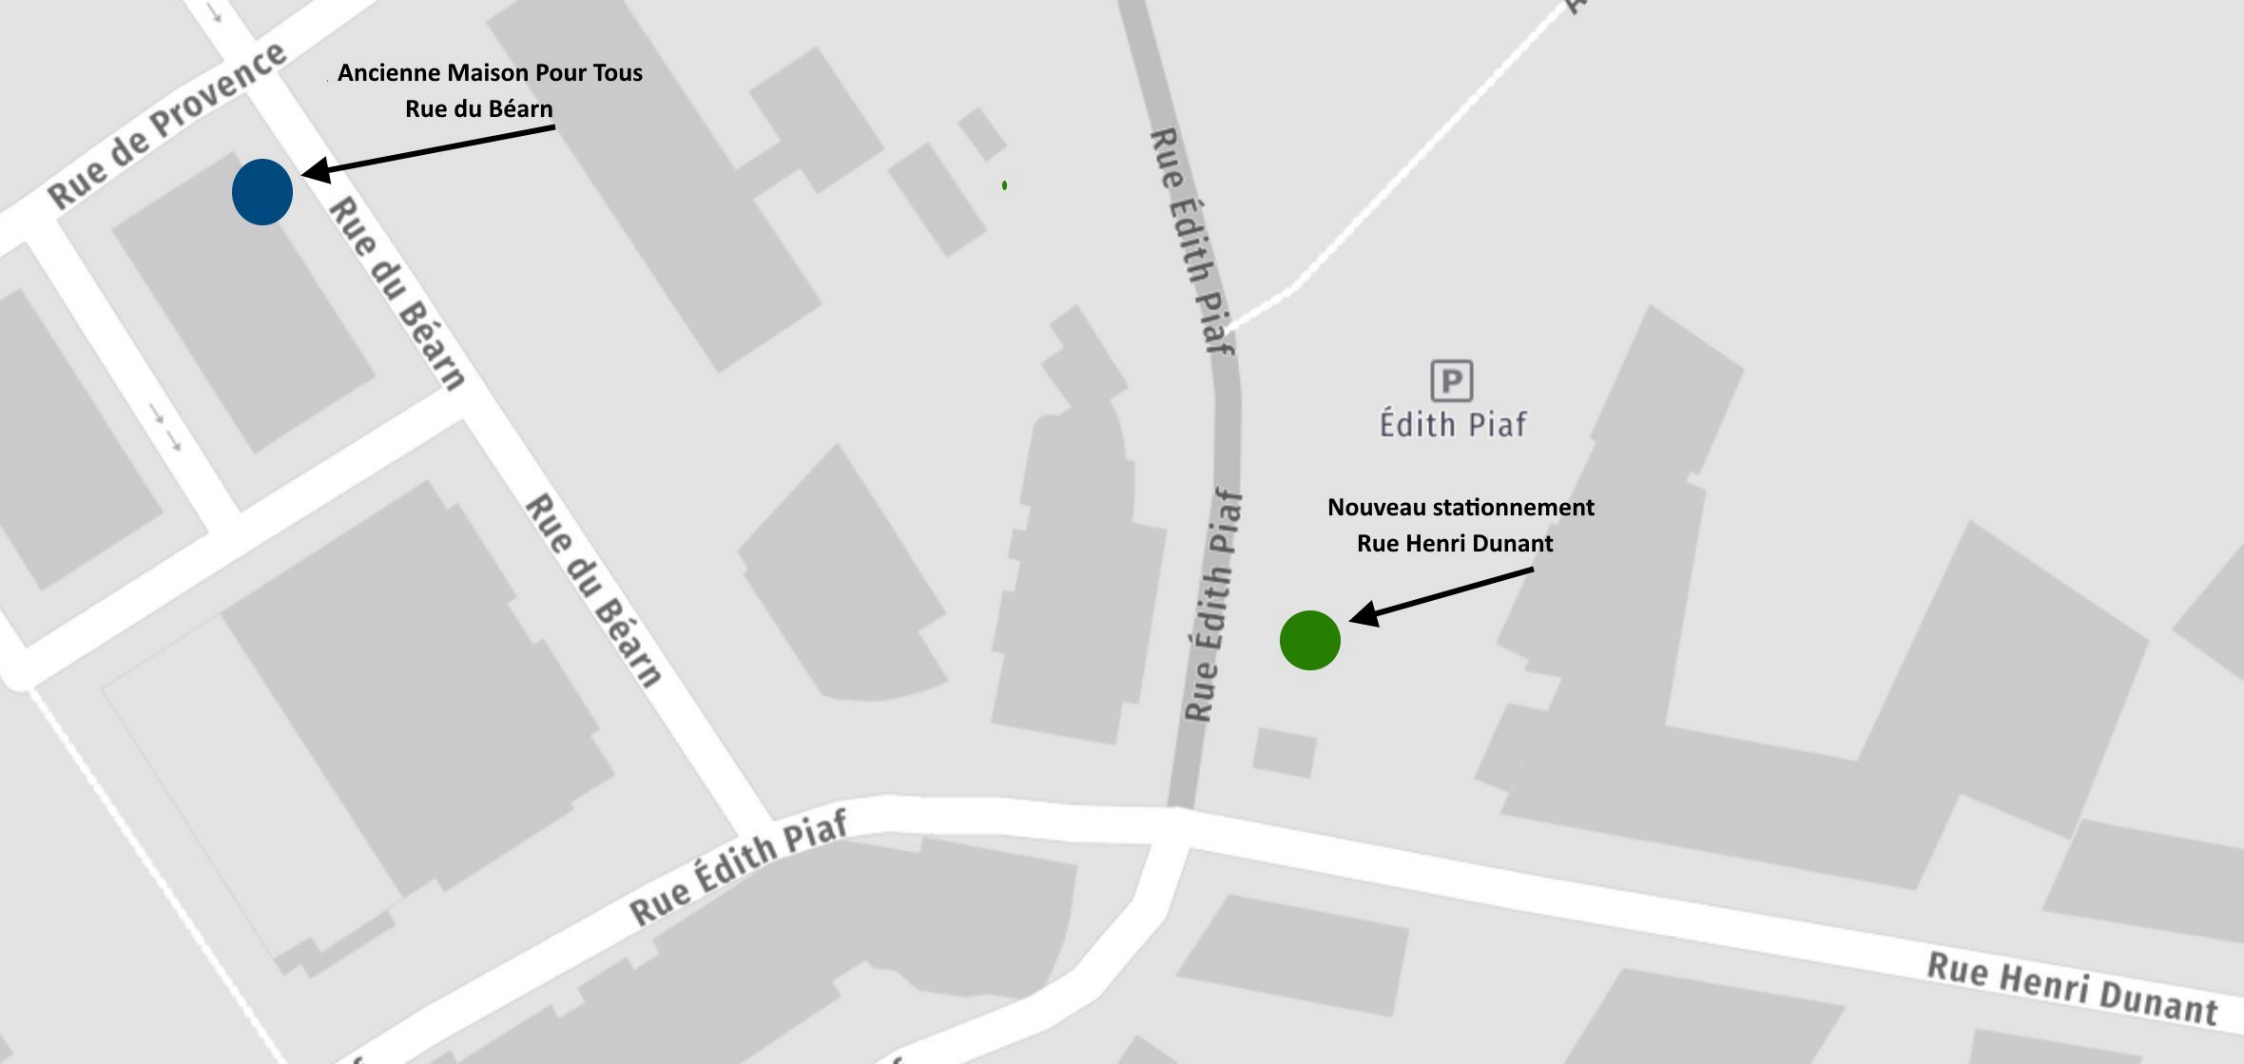 Rue de Provence
Ancienne Maison Pour Tous
Rue du Béarn
Rue du Béarn
Rue Édith Piaf
P
Édith Piaf
Nouveau stationnement
Rue Henri Dunant
Rue du Béarn
Rue Édith Piaf
Rue Édith Piaf
Rue Henri Dunant